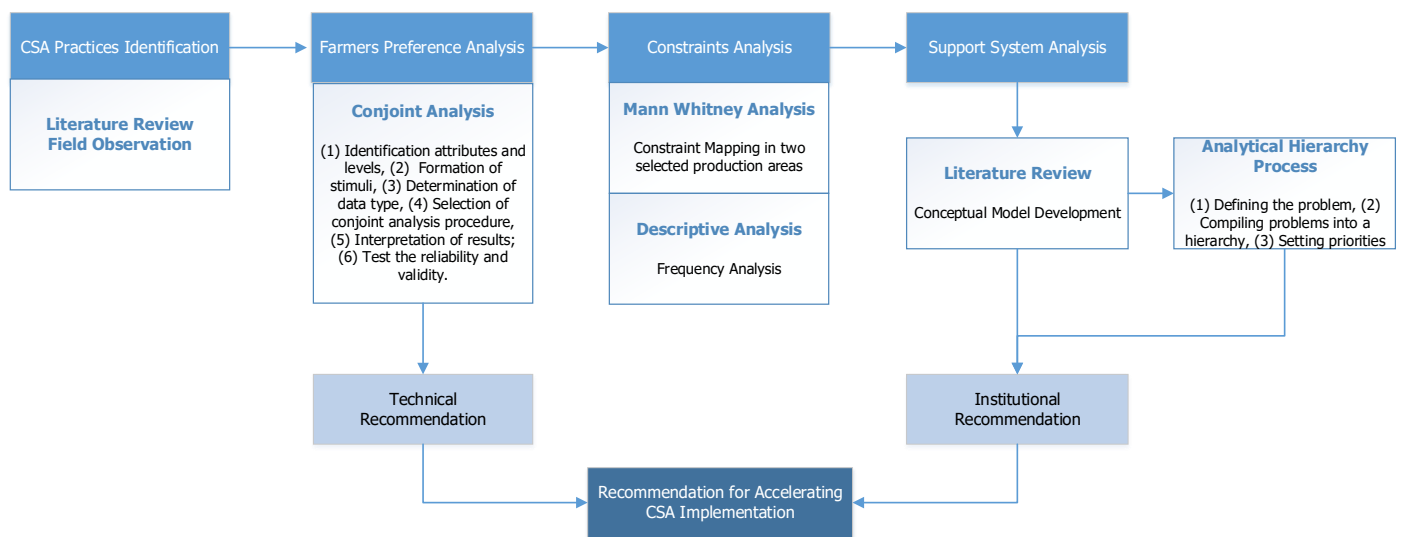 CSA Practices Identification
Farmers Preference Analysis
Constraints Analysis
Support System Analysis
Literature Review
Field Observation
Conjoint Analysis
(1) Identification attributes and
levels, (2) Formation of
stimuli, (3) Determination of
data type, (4) Selection of
conjoint analysis procedure,
(5) Interpretation of results;
(6) Test the reliability and
validity.
Mann Whitney Analysis
Constraint Mapping in two
selected production areas
Descriptive Analysis
Frequency Analysis
Literature Review
Conceptual Model Development
Analytical Hierarchy
Process
(1) Defining the problem, (2)
Compiling problems into a
hierarchy, (3) Setting priorities
Technical
Recommendation
Institutional
Recommendation
Recommendation for Accelerating
CSA Implementation